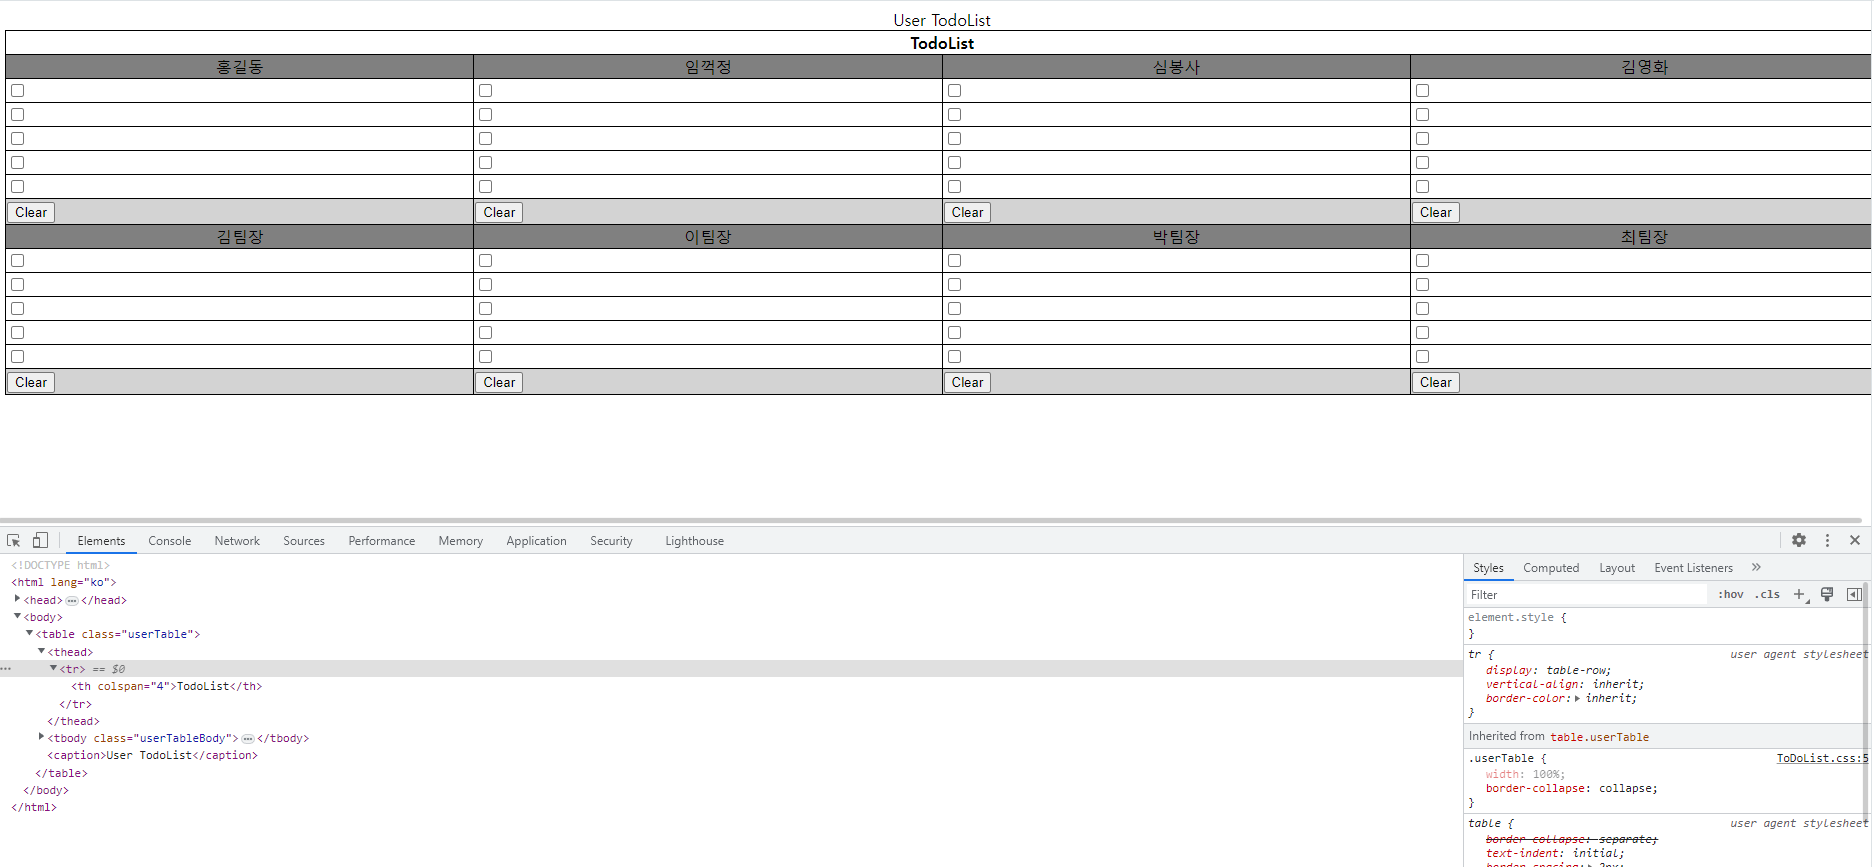 User TodoList
TodoList
홍길동 임꺽정 심봉사 김영화
Clear Clear Clear Clear
김팀장 이팀장 박팀장 최팀장
Clear Clear Clear Clear
Elements Console Network Sources Performance Memory Application Security Lighthouse
<!DOCTYPE html>
<html lang="ko">
<head> ⋯ </head>
<body>
<table class="userTable">
<thead>
<tr> == $0
<th colspan="4">TodoList</th>
</tr>
</thead>
<tbody class="userTableBody"> ⋯ </tbody>
<caption>User TodoList</caption>
</table>
</body>
</html>
Styles Computed Layout Event Listeners »
Filter :hov .cls +
element.style {
}
tr { user agent stylesheet
display: table-row;
vertical-align: inherit;
border-color: inherit;
}
Inherited from table.userTable
.userTable { ToDoList.css:5
width: 100%;
border-collapse: collapse;
}
table { user agent stylesheet
border-collapse: separate;
text-indent: initial;
border-spacing: 2px;